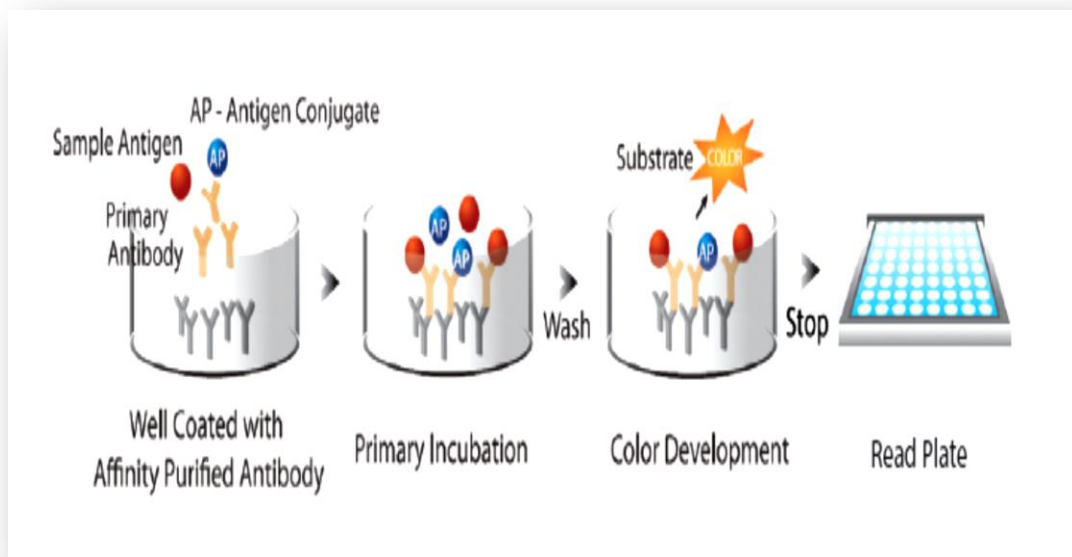 AP - Antigen Conjugate
Sample Antigen
AP
Primary
Antibody
Well Coated with
Affinity Purified Antibody
AP
AP
Primary Incubation
Wash
Substrate
COLOR
AP
Color Development
Stop
Read Plate